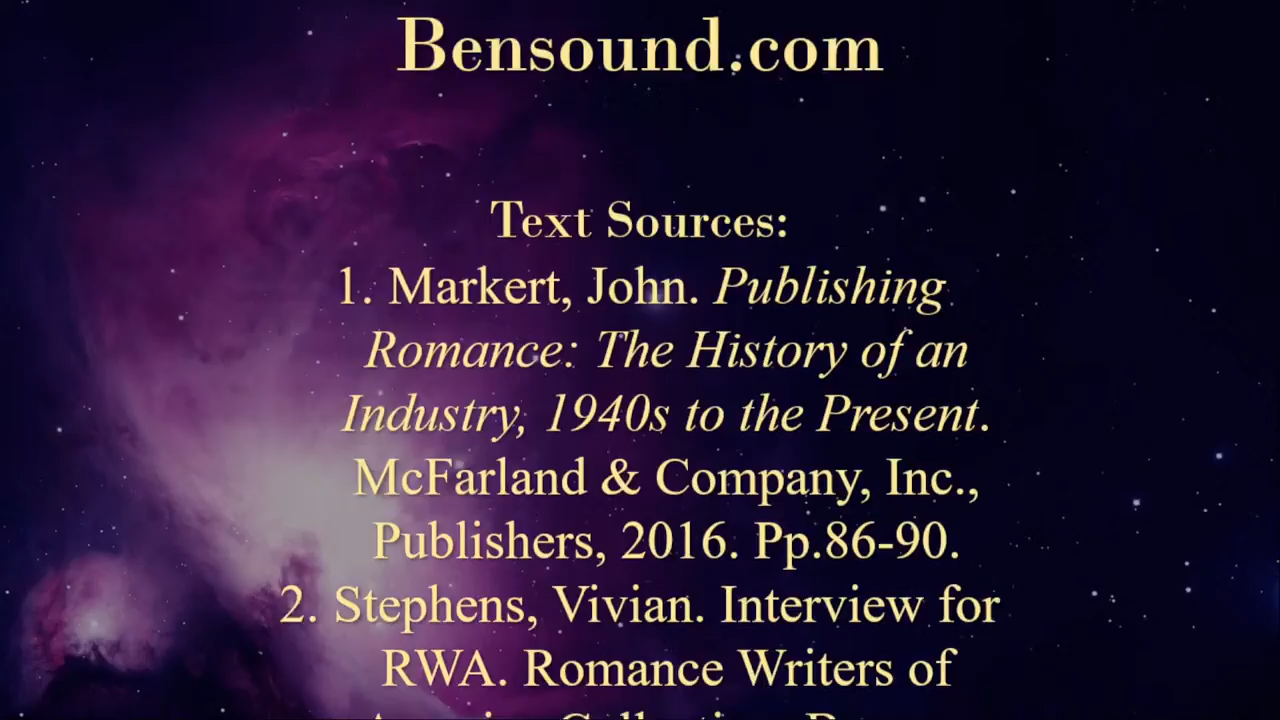 Bensound.com
Text Sources:
1. Markert, John. Publishing
Romance: The History of an
Industry, 1940s to the Present.
McFarland & Company, Inc.,
Publishers, 2016. Pp.86-90.
2. Stephens, Vivian. Interview for
RWA. Romance Writers of